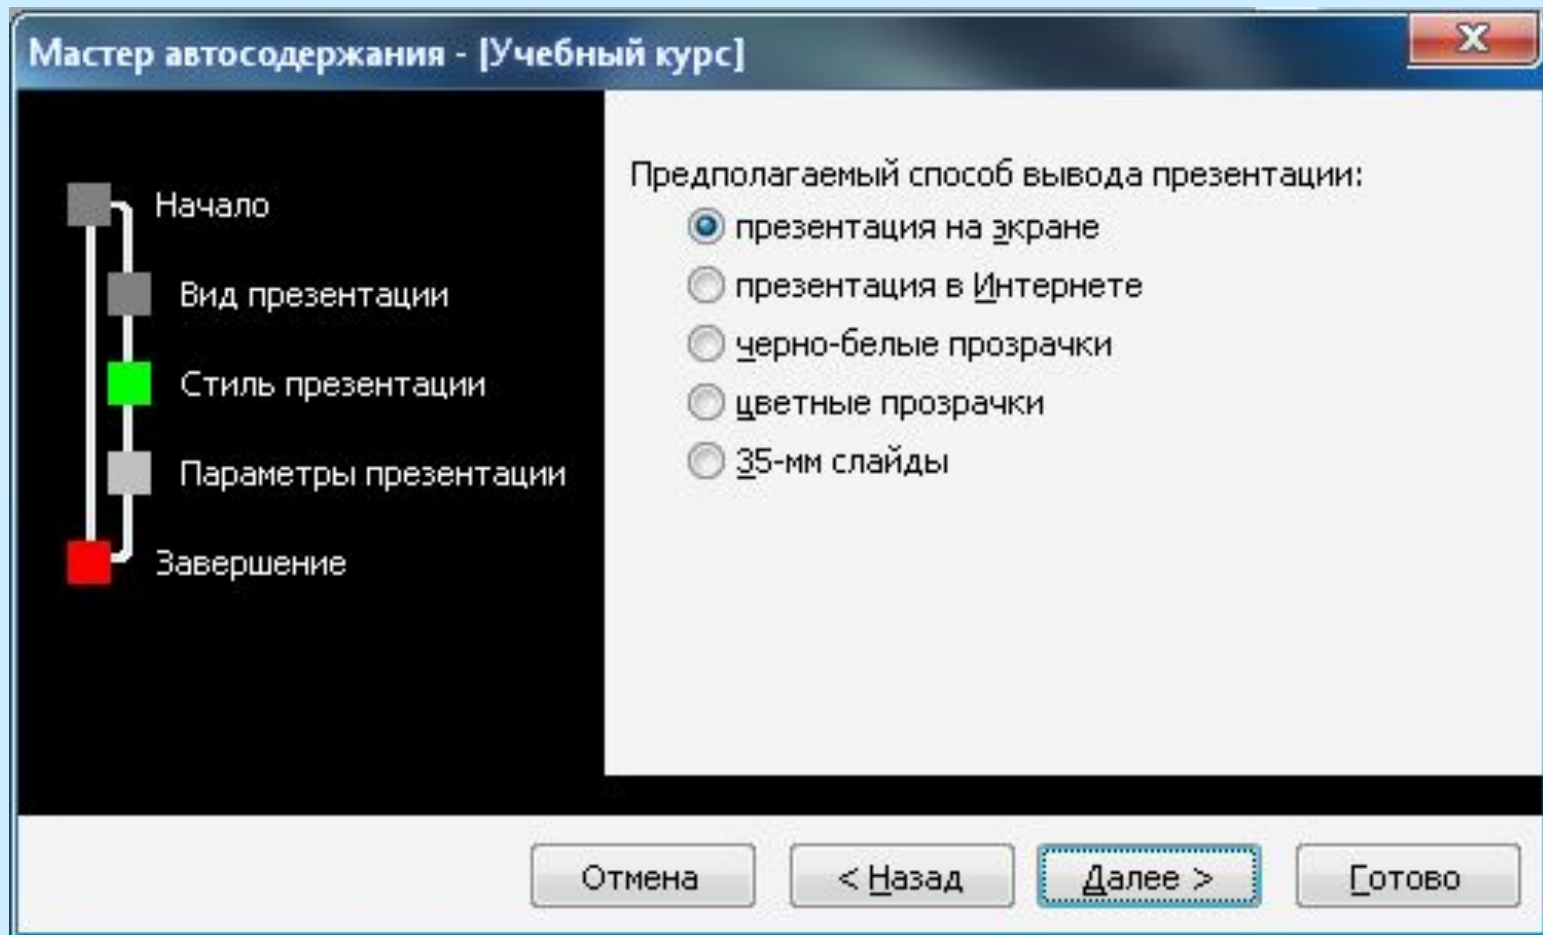 Мастер автосодержания - [Учебный курс]
Начало
Вид презентации
Стиль презентации
Параметры презентации
Завершение
Предполагаемый способ вывода презентации:
презентация на экране
презентация в Интернете
черно-белые прозрачки
цветные прозрачки
35-мм слайды
Отмена
< Назад
Далее >
Готово